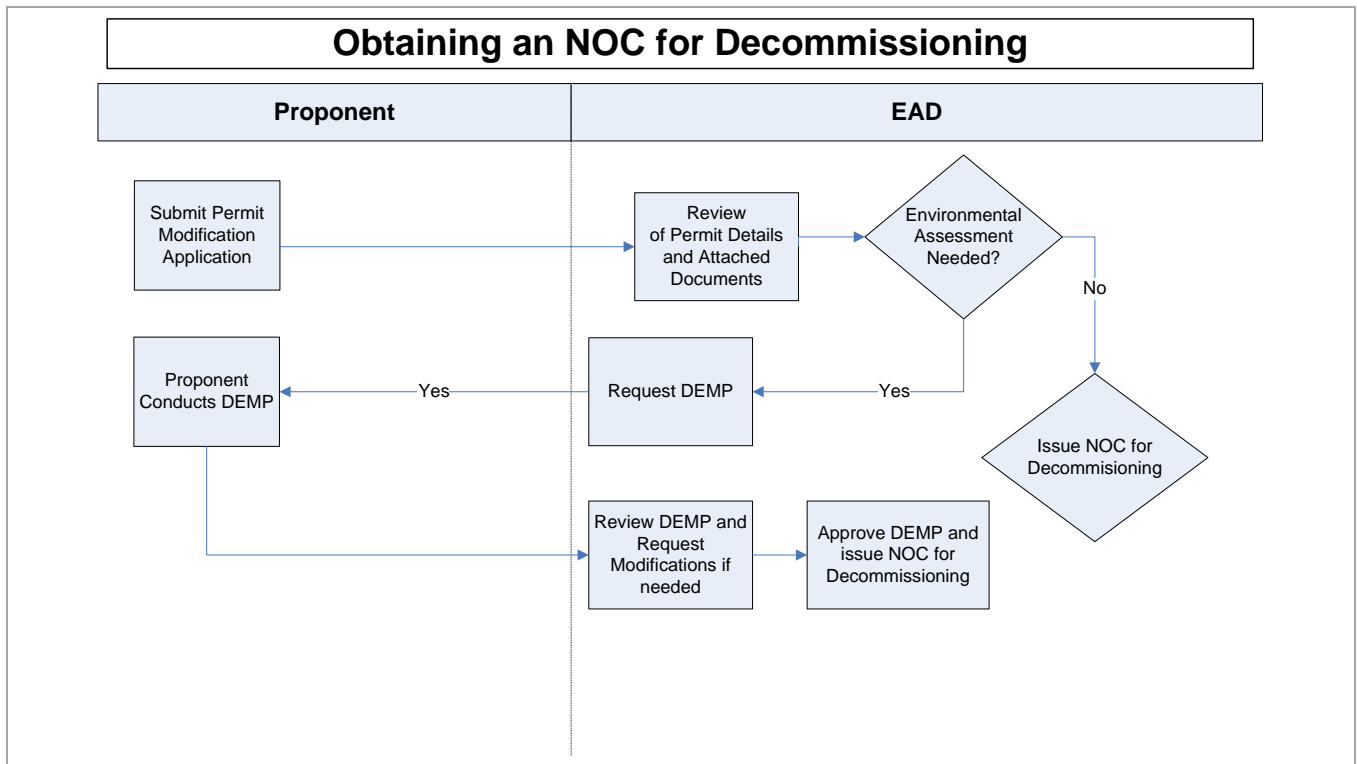 Obtaining an NOC for Decommissioning
Proponent
EAD
Submit Permit
Modification
Application
Review
of Permit Details
and Attached
Documents
Environmental
Assessment
Needed?
No
Proponent
Conducts DEMP
Yes
Request DEMP
Yes
Issue NOC for
Decommisioning
Review DEMP and
Request
Modifications if
needed
Approve DEMP and
issue NOC for
Decommissioning